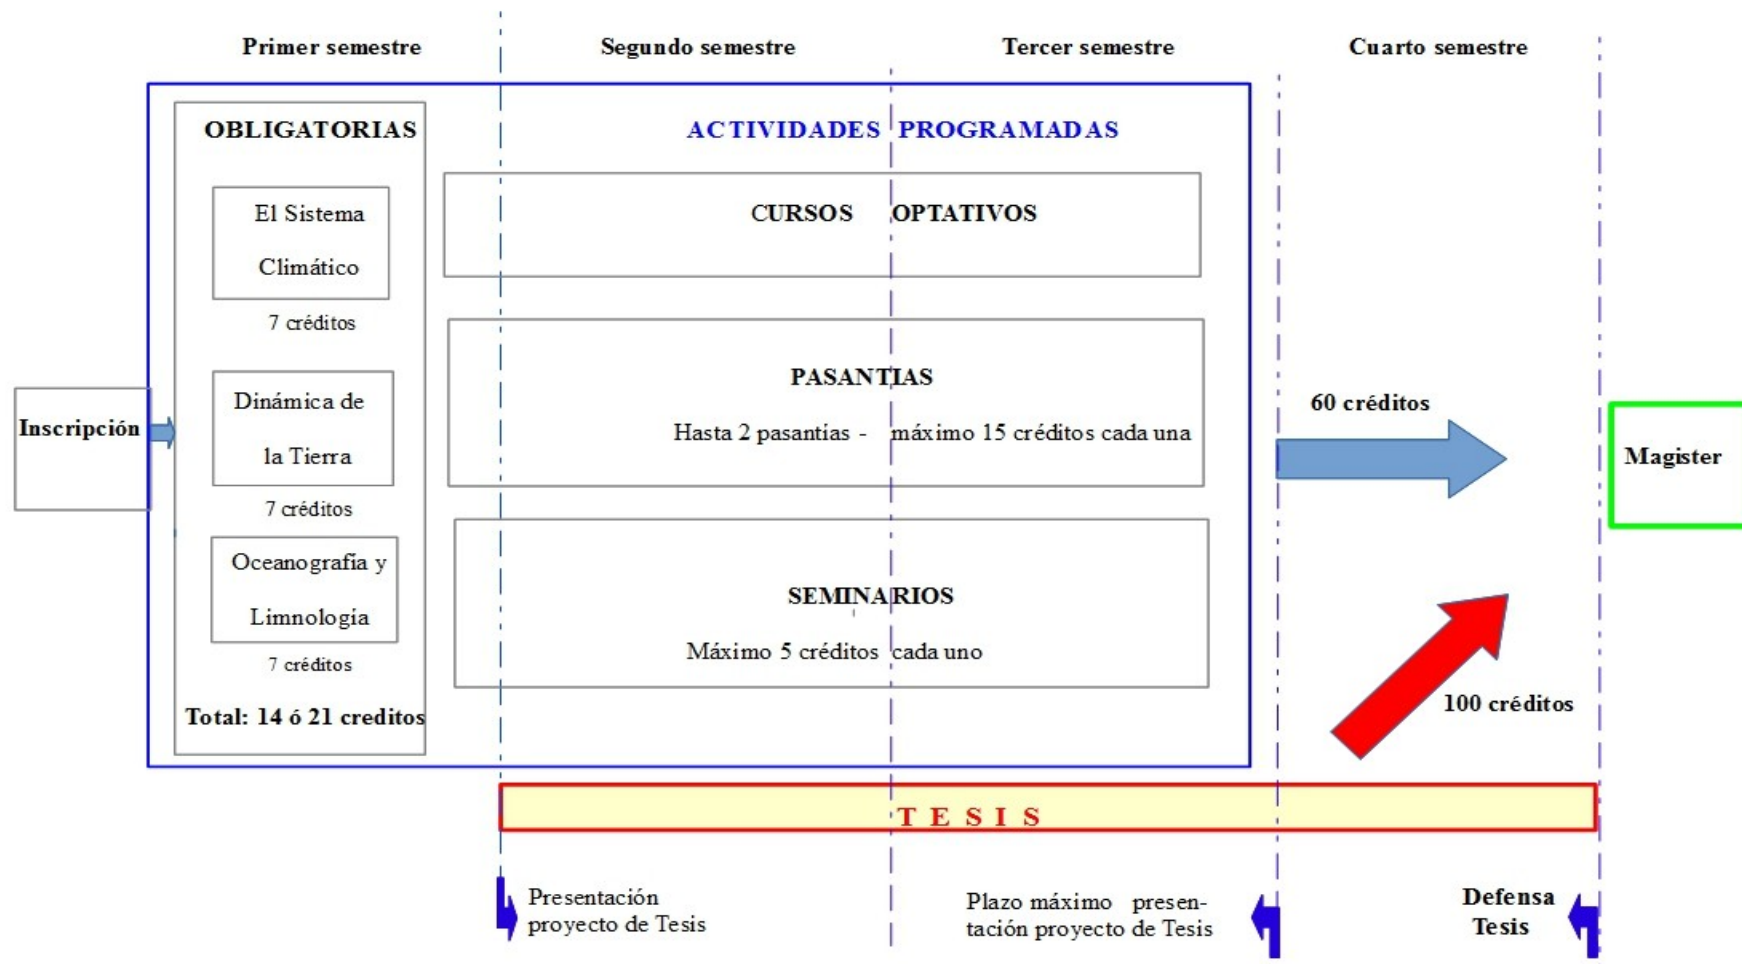 Primer semestre
Segundo semestre
Tercer semestre
Cuarto semestre
OBLIGATORIAS
ACTIVIDADES PROGRAMADAS
El Sistema
Climático
7 créditos
Dinámica de
la Tierra
7 créditos
Oceanografía y
Limnología
7 créditos
Total: 14 ó 21 creditos
Inscripción
CURSOS OPTATIVOS
PASANTIAS
Hasta 2 pasantías - máximo 15 créditos cada una
SEMINARIOS
Máximo 5 créditos cada uno
60 créditos
Magister
100 créditos
T E S I S
Presentación
proyecto de Tesis
Plazo máximo presen-
tación proyecto de Tesis
Defensa
Tesis